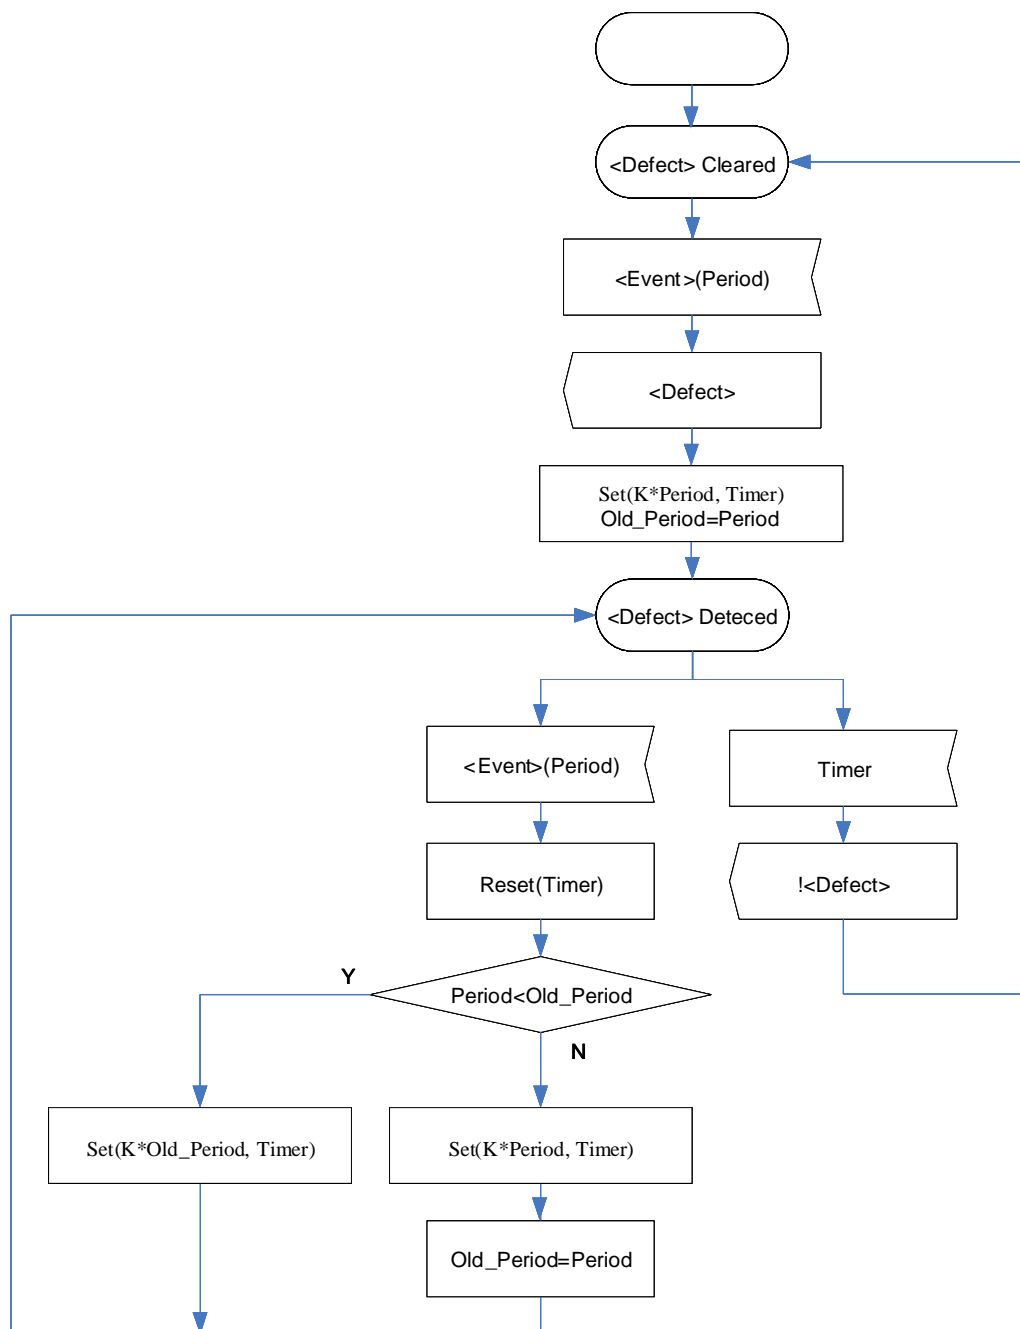 <Defect> Cleared
<Event>(Period)
<Defect>
Set(K*Period, Timer)
Old_Period=Period
<Defect> Deteced
<Event>(Period)
Timer
Reset(Timer)
!<Defect>
Y
Period<Old_Period
N
Set(K*Old_Period, Timer)
Set(K*Period, Timer)
Old_Period=Period